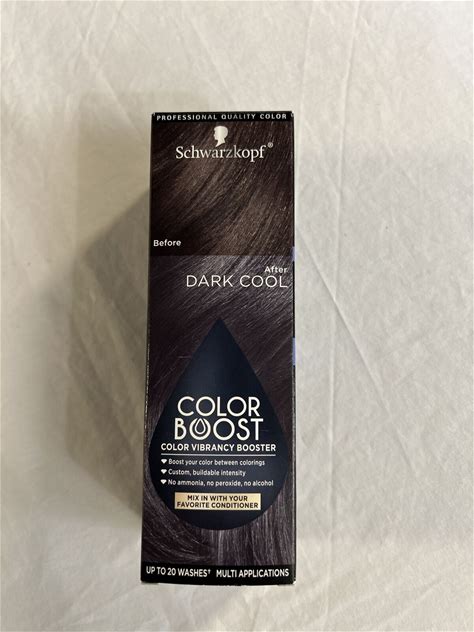 PROFESSIONAL QUALITY COLOR
Schwarzkopf®
Before
After
DARK COOL
COLOR
BOOST
COLOR VIBRANCY BOOSTER
Boost your color between colorings
Custom, buildable intensity
No ammonia, no peroxide, no alcohol
MIX IN WITH YOUR
FAVORITE CONDITIONER
UP TO 20 WASHES† MULTI APPLICATIONS